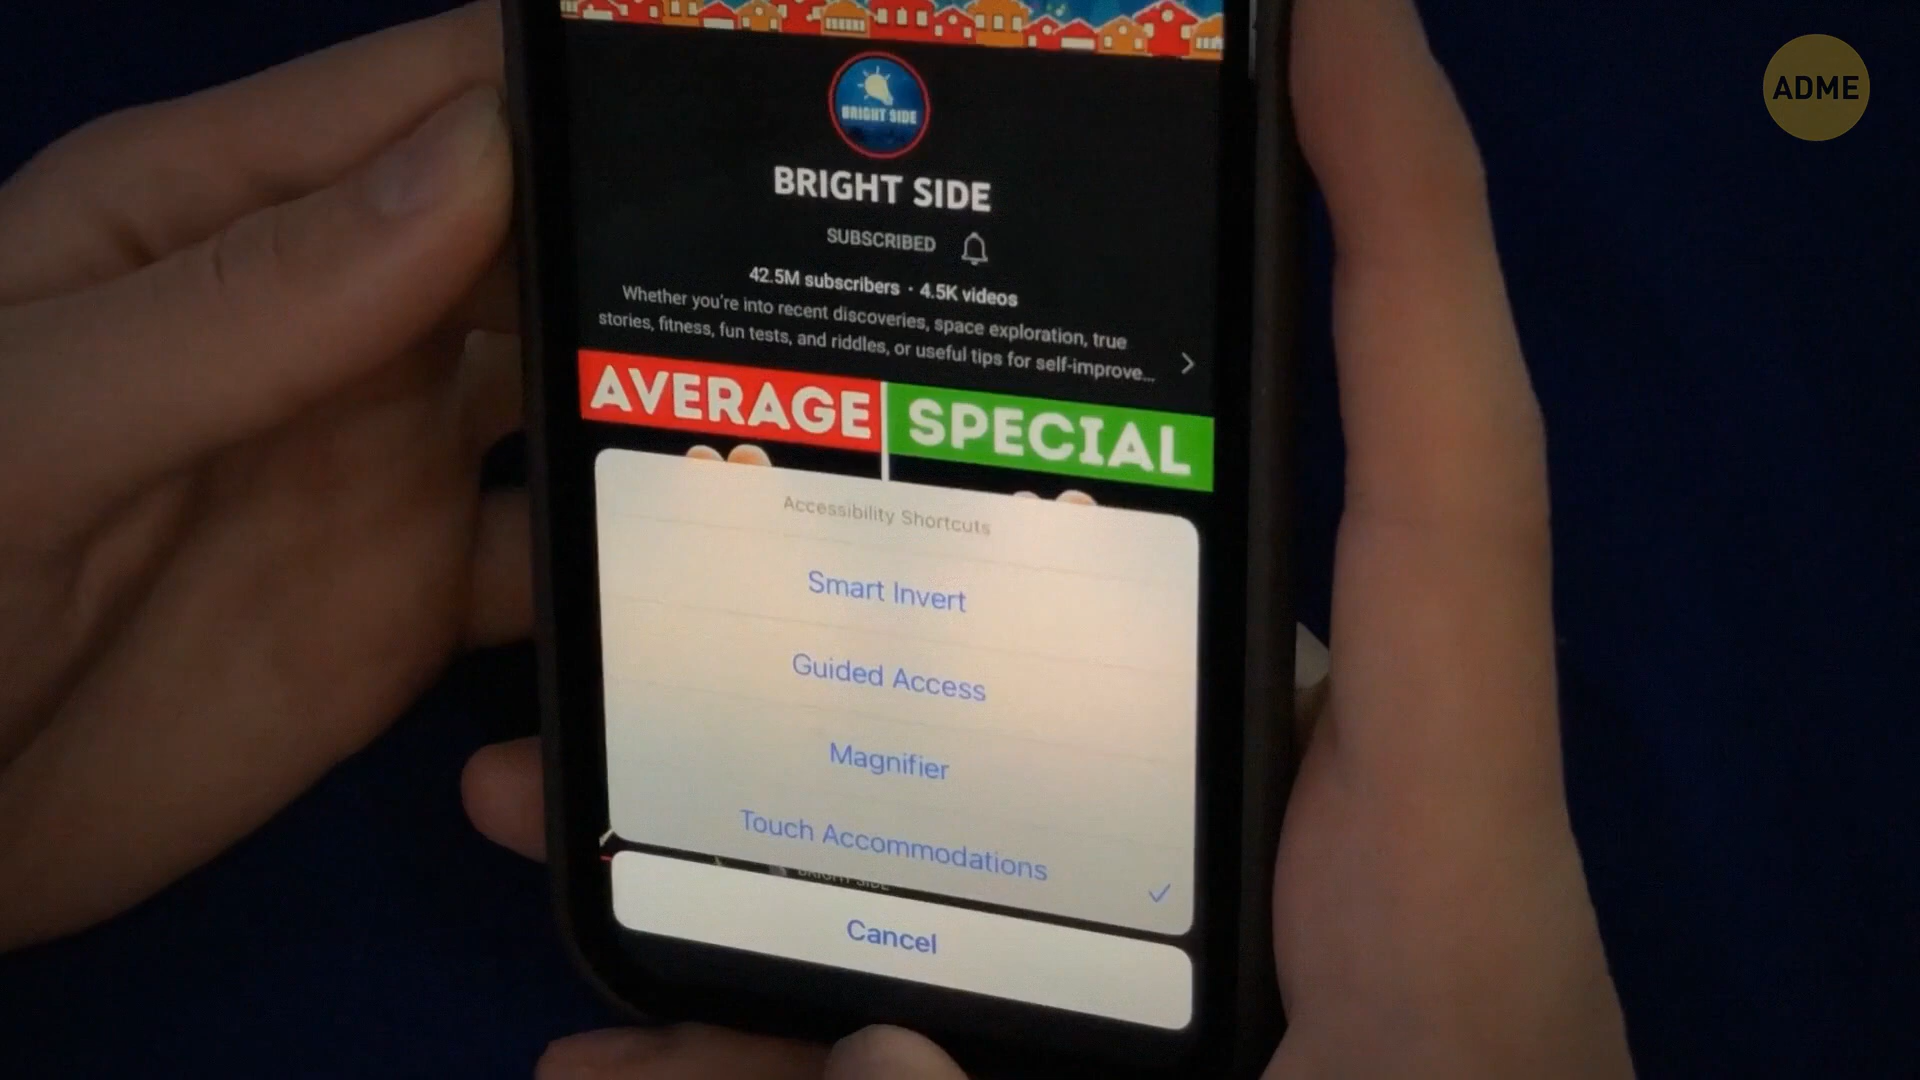 ADME
BRIGHT SIDE
BRIGHT SIDE
SUBSCRIBED
42.5M subscribers · 4.5K videos
Whether you're into recent discoveries, space exploration, true
stories, fitness, fun tests, and riddles, or useful tips for self-improve...
AVERAGE SPECIAL
Accessibility Shortcuts
Smart Invert
Guided Access
Magnifier
Touch Accommodations
BRIGHT SIDE
Cancel